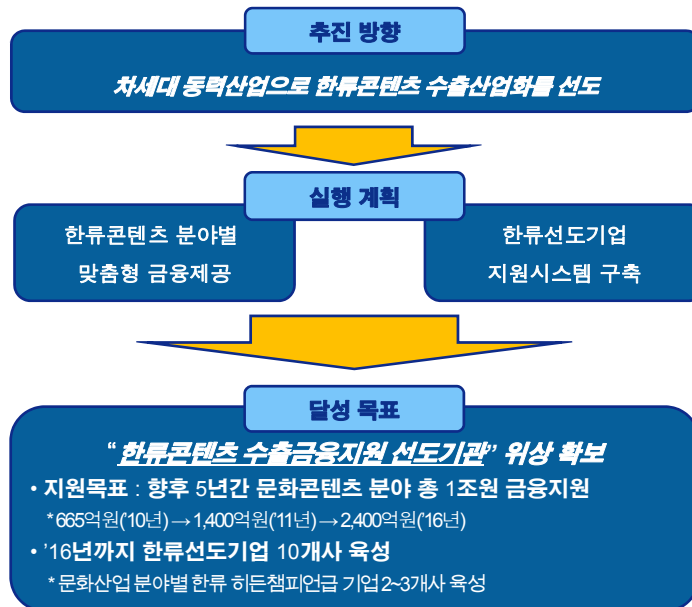 추진 방향
차세대 동력산업으로 한류콘텐츠 수출산업화를 선도
실행 계획
한류콘텐츠 분야별
맞춤형 금융제공
한류선도기업
지원시스템 구축
달성 목표
“한류콘텐츠 수출금융지원 선도기관” 위상 확보
• 지원목표 : 향후 5년간 문화콘텐츠 분야 총 1조원 금융지원
* 665억원('10년) → 1,400억원('11년) → 2,400억원('16년)
• '16년까지 한류선도기업 10개사 육성
* 문화산업 분야별 한류 히든챔피언급 기업 2~3개사 육성